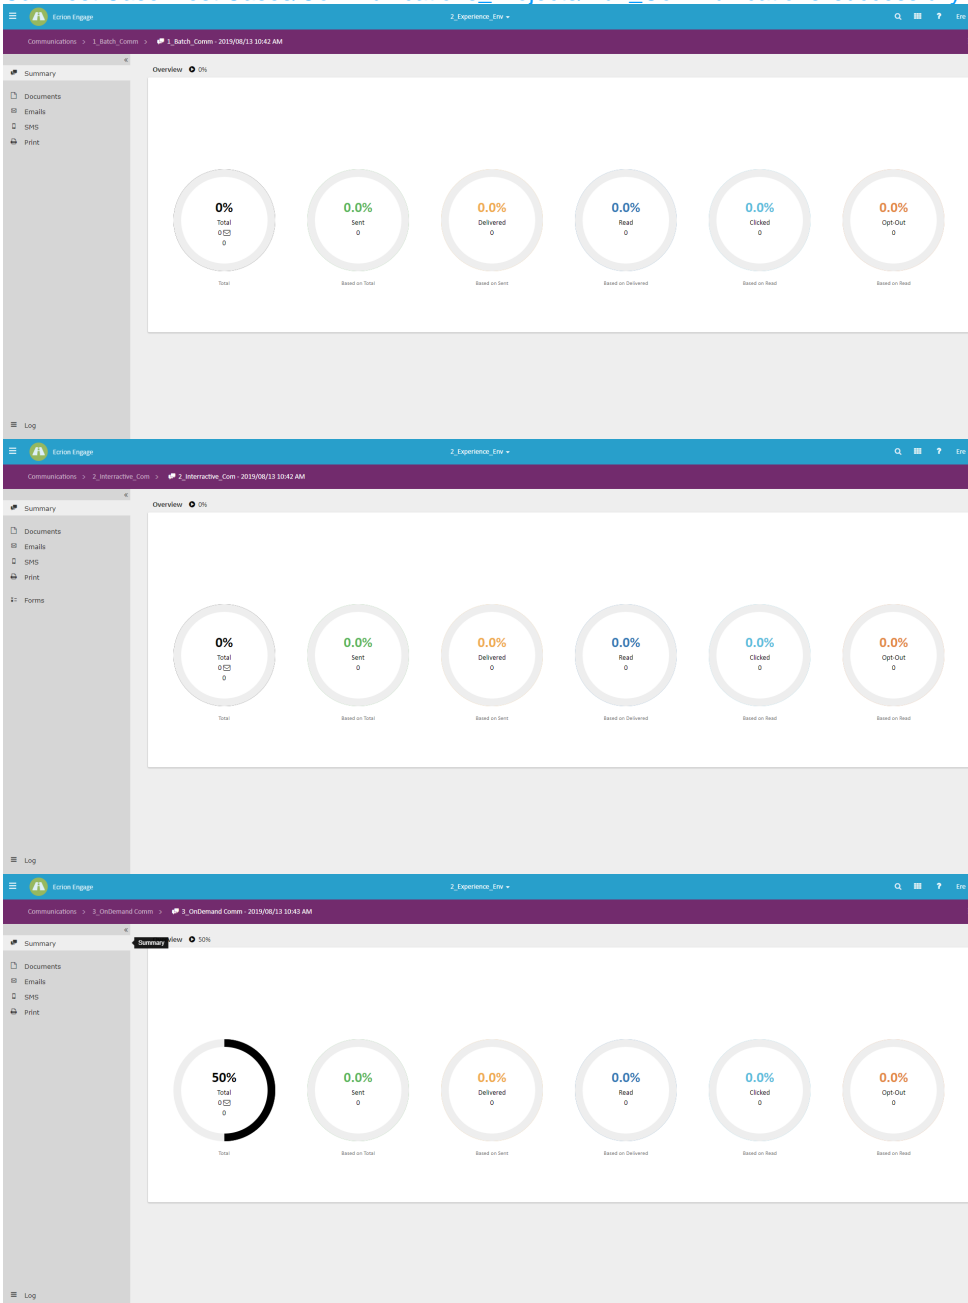 Ecrion Engage 2_Experience_Env ? Ere
Communications > 1_Batch_Comm > 1_Batch_Comm - 2019/08/13 10:42 AM
«
Summary
Overview 0%
Documents
Emails
SMS
Print
0% 0.0% 0.0% 0.0% 0.0% 0.0%
Total Sent Delivered Read Clicked Opt-Out
0 0 0 0 0 0
0
Total Based on Total Based on Sent Based on Delivered Based on Read Based on Read
Log
Ecrion Engage 2_Experience_Env ? Ere
Communications > 2_Interractive_Com > 2_Interractive_Com - 2019/08/13 10:42 AM
«
Summary
Overview 0%
Documents
Emails
SMS
Print
Forms
0% 0.0% 0.0% 0.0% 0.0% 0.0%
Total Sent Delivered Read Clicked Opt-Out
0 0 0 0 0 0
0
Total Based on Total Based on Sent Based on Delivered Based on Read Based on Read
Log
Ecrion Engage 2_Experience_Env ? Ere
Communications > 3_OnDemand Comm > 3_OnDemand Comm - 2019/08/13 10:43 AM
«
Summary
Summary view 50%
Documents
Emails
SMS
Print
50% 0.0% 0.0% 0.0% 0.0% 0.0%
Total Sent Delivered Read Clicked Opt-Out
0 0 0 0 0 0
0
Total Based on Total Based on Sent Based on Delivered Based on Read Based on Read
Log